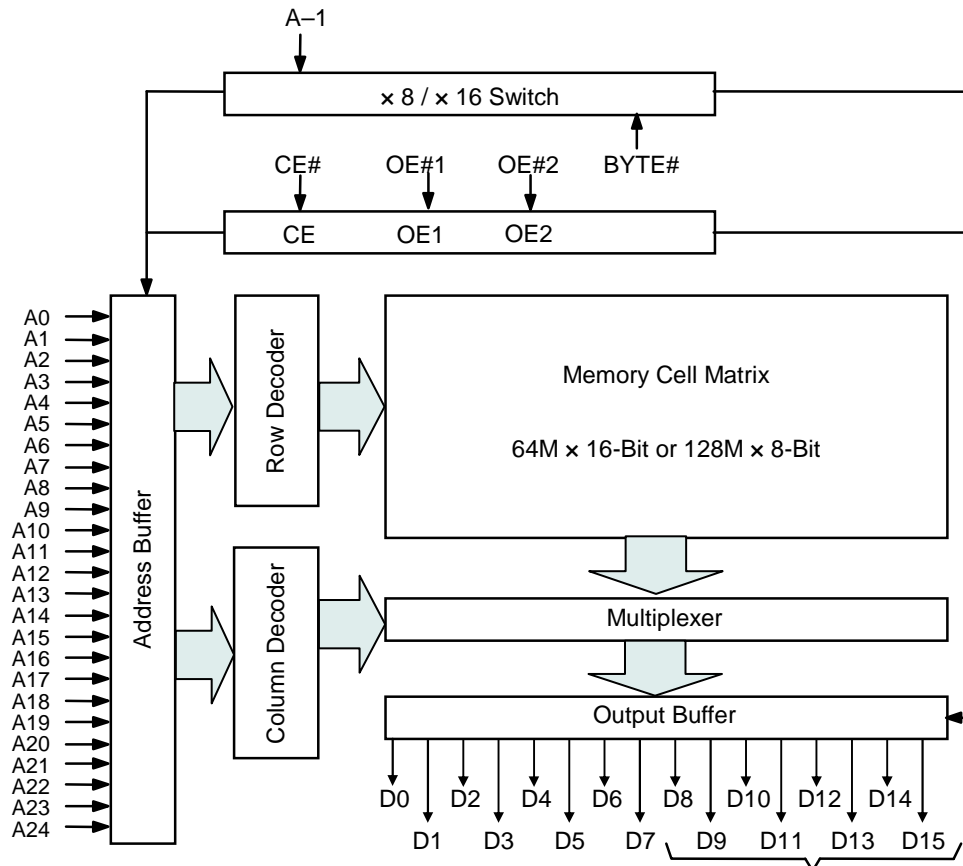 A–1
× 8 / × 16 Switch
CE# OE#1 OE#2 BYTE#
CE OE1 OE2
A0
A1
A2
A3
A4
A5
A6
A7
A8
A9
A10
A11
A12
A13
A14
A15
A16
A17
A18
A19
A20
A21
A22
A23
A24
Address Buffer
Row Decoder
Column Decoder
Memory Cell Matrix
64M × 16-Bit or 128M × 8-Bit
Multiplexer
Output Buffer
D0 D2 D4 D6 D8 D10 D12 D14
D1 D3 D5 D7 D9 D11 D13 D15